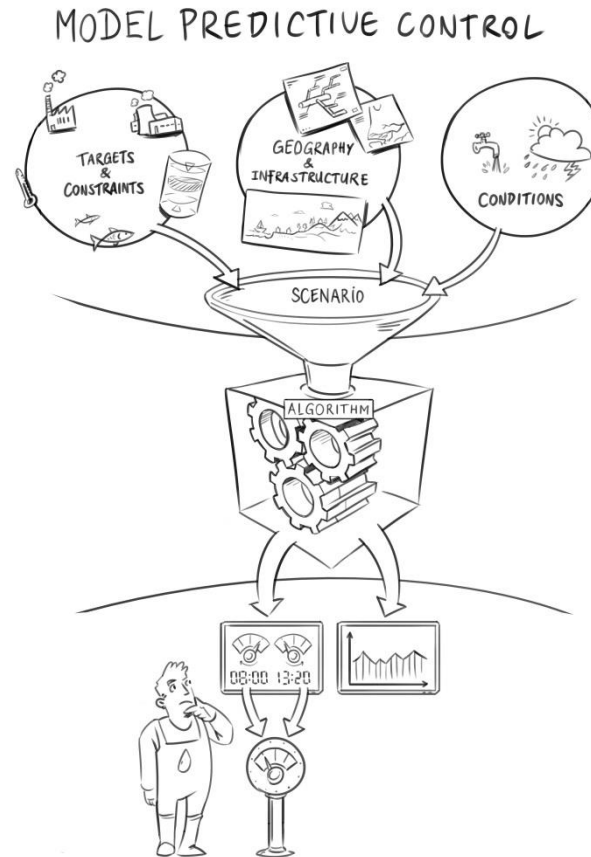 MODEL PREDICTIVE CONTROL
TARGETS
&
CONSTRAINTS
GEOGRAPHY
&
INFRASTRUCTURE
CONDITIONS
SCENARIO
ALGORITHM
08:00 13:20